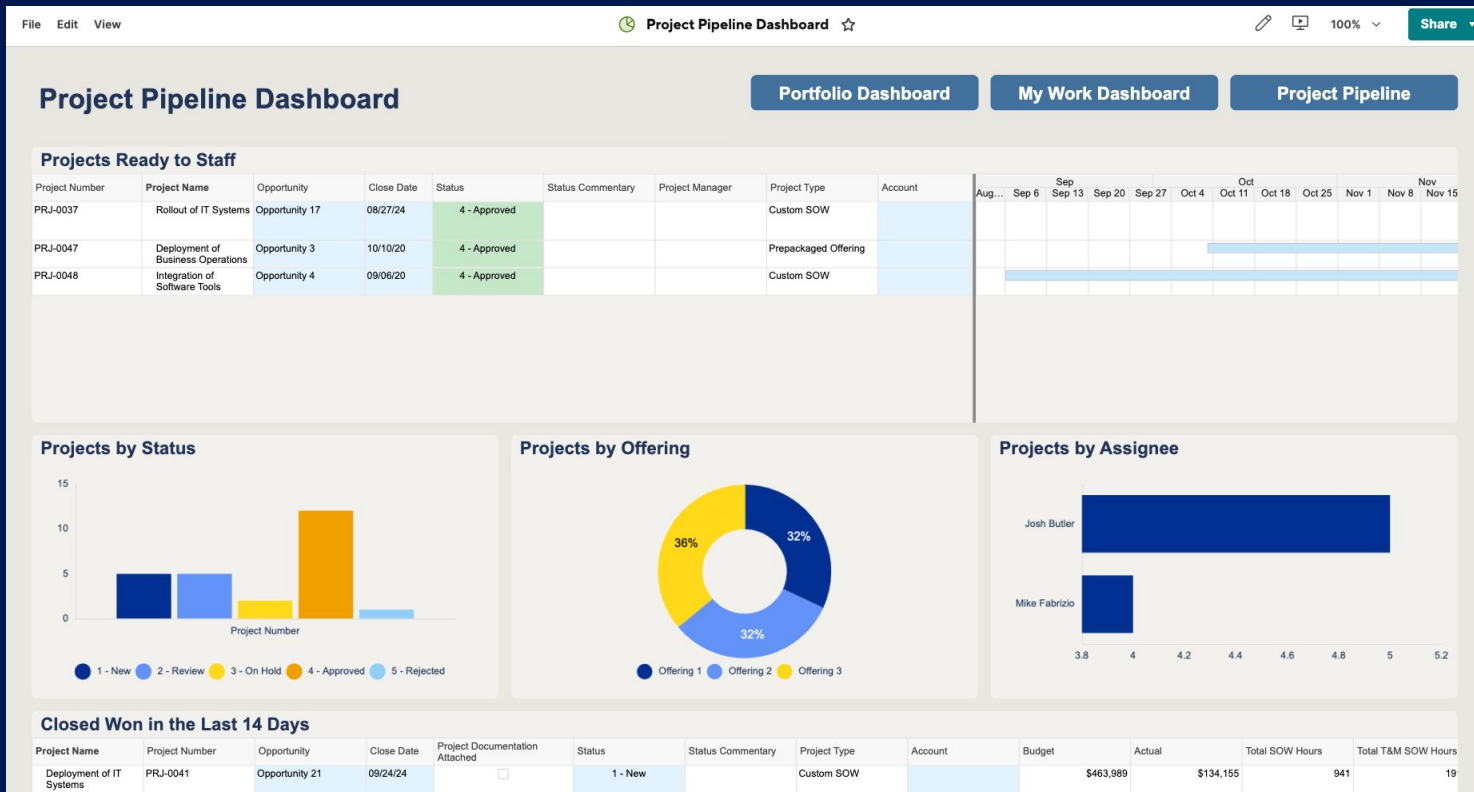 File Edit View
Project Pipeline Dashboard
100%
Share
Project Pipeline Dashboard
Portfolio Dashboard
My Work Dashboard
Project Pipeline
Projects Ready to Staff
Project Number Project Name Opportunity Close Date Status Status Commentary Project Manager Project Type Account
Sep Oct Nov
Aug... Sep 6 Sep 13 Sep 20 Sep 27 Oct 4 Oct 11 Oct 18 Oct 25 Nov 1 Nov 8 Nov 15
PRJ-0037 Rollout of IT Systems Opportunity 17 08/27/24 4 - Approved Custom SOW
PRJ-0047 Deployment of Opportunity 3 10/10/20 4 - Approved Prepackaged Offering
Business Operations
PRJ-0048 Integration of Opportunity 4 09/06/20 4 - Approved Custom SOW
Software Tools
Projects by Status
15
10
5
0
Project Number
1 - New 2 - Review 3 - On Hold 4 - Approved 5 - Rejected
Projects by Offering
36%
32%
32%
Offering 1 Offering 2 Offering 3
Projects by Assignee
Josh Butler
Mike Fabrizio
3.8 4 4.2 4.4 4.6 4.8 5 5.2
Closed Won in the Last 14 Days
Project Name Project Number Opportunity Close Date Project Documentation Status Status Commentary Project Type Account Budget Actual Total SOW Hours Total T&M SOW Hours
Attached
Deployment of IT PRJ-0041 Opportunity 21 09/24/24 1 - New Custom SOW $463,989 $134,155 941
Systems